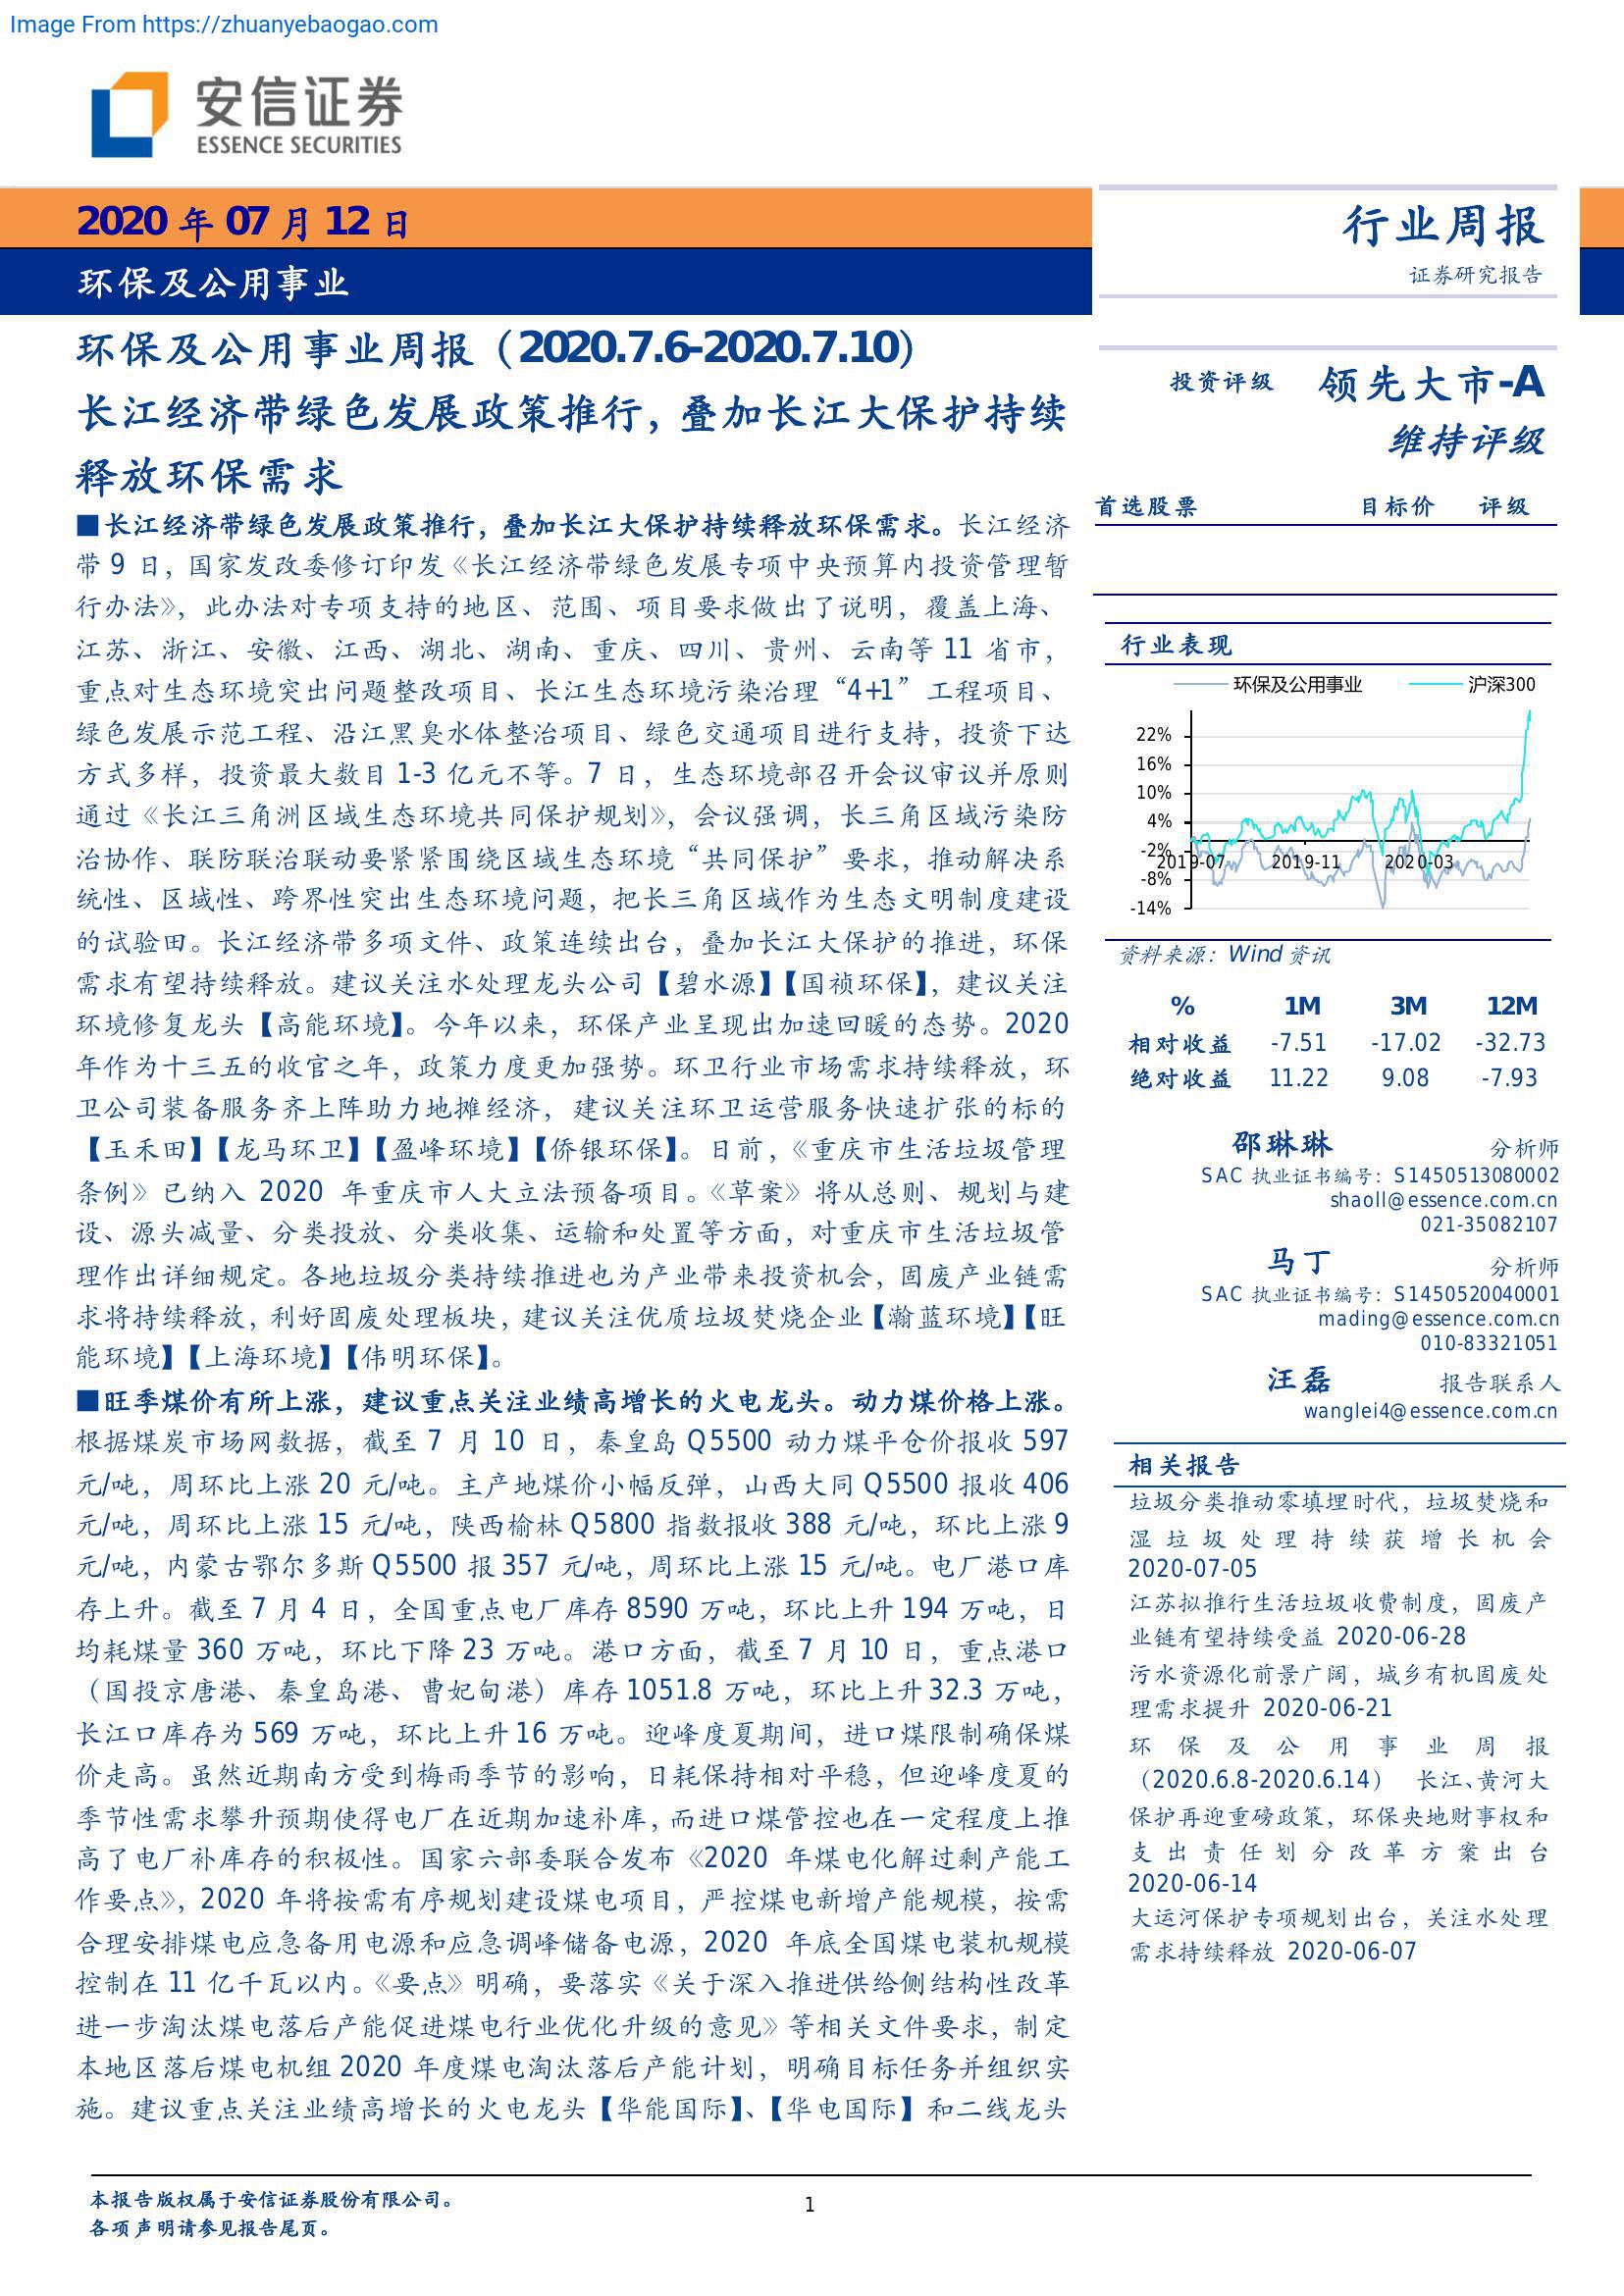 Image From https://zhuanyebaogao.com
安信证券
ESSENCE SECURITIES
2020 年 07 月 12 日
环保及公用事业
行业周报
证券研究报告
环保及公用事业周报（2020.7.6-2020.7.10）
长江经济带绿色发展政策推行，叠加长江大保护持续
释放环保需求
■长江经济带绿色发展政策推行，叠加长江大保护持续释放环保需求。长江经济
带 9 日，国家发改委修订印发《长江经济带绿色发展专项中央预算内投资管理暂
行办法》，此办法对专项支持的地区、范围、项目要求做出了说明，覆盖上海、
江苏、浙江、安徽、江西、湖北、湖南、重庆、四川、贵州、云南等 11 省市，
重点对生态环境突出问题整改项目、长江生态环境污染治理“4+1”工程项目、
绿色发展示范工程、沿江黑臭水体整治项目、绿色交通项目进行支持，投资下达
方式多样，投资最大数目 1-3 亿元不等。7 日，生态环境部召开会议审议并原则
通过《长江三角洲区域生态环境共同保护规划》，会议强调，长三角区域污染防
治协作、联防联治联动要紧紧围绕区域生态环境“共同保护”要求，推动解决系
统性、区域性、跨界性突出生态环境问题，把长三角区域作为生态文明制度建设
的试验田。长江经济带多项文件、政策连续出台，叠加长江大保护的推进，环保
需求有望持续释放。建议关注水处理龙头公司【碧水源】【国祯环保】，建议关注
环境修复龙头【高能环境】。今年以来，环保产业呈现出加速回暖的态势。2020
年作为十三五的收官之年，政策力度更加强势。环卫行业市场需求持续释放，环
卫公司装备服务齐上阵助力地摊经济，建议关注环卫运营服务快速扩张的标的
【玉禾田】【龙马环卫】【盈峰环境】【侨银环保】。日前，《重庆市生活垃圾管理
条例》已纳入 2020 年重庆市人大立法预备项目。《草案》将从总则、规划与建
设、源头减量、分类投放、分类收集、运输和处置等方面，对重庆市生活垃圾管
理作出详细规定。各地垃圾分类持续推进也为产业带来投资机会，固废产业链需
求将持续释放，利好固废处理板块，建议关注优质垃圾焚烧企业【瀚蓝环境】【旺
能环境】【上海环境】【伟明环保】。
■旺季煤价有所上涨，建议重点关注业绩高增长的火电龙头。动力煤价格上涨。
根据煤炭市场网数据，截至 7 月 10 日，秦皇岛 Q5500 动力煤平仓价报收 597
元/吨，周环比上涨 20 元/吨。主产地煤价小幅反弹，山西大同 Q5500 报收 406
元/吨，周环比上涨 15 元/吨，陕西榆林 Q5800 指数报收 388 元/吨，环比上涨 9
元/吨，内蒙古鄂尔多斯 Q5500 报 357 元/吨，周环比上涨 15 元/吨。电厂港口库
存上升。截至 7 月 4 日，全国重点电厂库存 8590 万吨，环比上升 194 万吨，日
均耗煤量 360 万吨，环比下降 23 万吨。港口方面，截至 7 月 10 日，重点港口
（国投京唐港、秦皇岛港、曹妃甸港）库存 1051.8 万吨，环比上升 32.3 万吨，
长江口库存为 569 万吨，环比上升 16 万吨。迎峰度夏期间，进口煤限制确保煤
价走高。虽然近期南方受到梅雨季节的影响，日耗保持相对平稳，但迎峰度夏的
季节性需求攀升预期使得电厂在近期加速补库，而进口煤管控也在一定程度上推
高了电厂补库存的积极性。国家六部委联合发布《2020 年煤电化解过剩产能工
作要点》，2020 年将按需有序规划建设煤电项目，严控煤电新增产能规模，按需
合理安排煤电应急备用电源和应急调峰储备电源，2020 年底全国煤电装机规模
控制在 11 亿千瓦以内。《要点》明确，要落实《关于深入推进供给侧结构性改革
进一步淘汰煤电落后产能促进煤电行业优化升级的意见》等相关文件要求，制定
本地区落后煤电机组 2020 年度煤电淘汰落后产能计划，明确目标任务并组织实
施。建议重点关注业绩高增长的火电龙头【华能国际】、【华电国际】和二线龙头
投资评级 领先大市-A
维持评级
首选股票 目标价 评级
行业表现
环保及公用事业 沪深300
22%
16%
10%
4%
-2%
-8%
-14%
2019-07 2019-11 2020-03
资料来源：Wind 资讯
% 1M 3M 12M
相对收益 -7.51 -17.02 -32.73
绝对收益 11.22 9.08 -7.93
邵琳琳 分析师
SAC 执业证书编号：S1450513080002
shaoll@essence.com.cn
021-35082107
马丁 分析师
SAC 执业证书编号：S1450520040001
mading@essence.com.cn
010-83321051
汪磊 报告联系人
wanglei4@essence.com.cn
相关报告
垃圾分类推动零填埋时代，垃圾焚烧和
湿垃圾处理持续获增长机会
2020-07-05
江苏拟推行生活垃圾收费制度，固废产
业链有望持续受益 2020-06-28
污水资源化前景广阔，城乡有机固废处
理需求提升 2020-06-21
环保及公用事业周报
（2020.6.8-2020.6.14） 长江、黄河大
保护再迎重磅政策，环保央地财事权和
支出责任划分改革方案出台
2020-06-14
大运河保护专项规划出台，关注水处理
需求持续释放 2020-06-07
本报告版权属于安信证券股份有限公司。
各项声明请参见报告尾页。
1